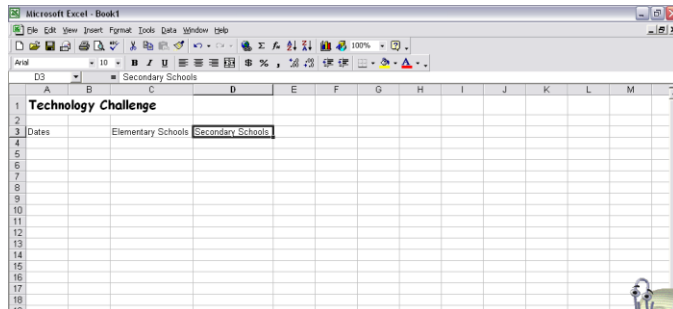 Microsoft Excel - Book1
File Edit View Insert Format Tools Data Window Help
100%
Arial 10 B I U $ % ,
D3 = Secondary Schools
A B C D E F G H I J K L M
1 Technology Challenge
2
3 Dates Elementary Schools Secondary Schools
4
5
6
7
8
9
10
11
12
13
14
15
16
17
18